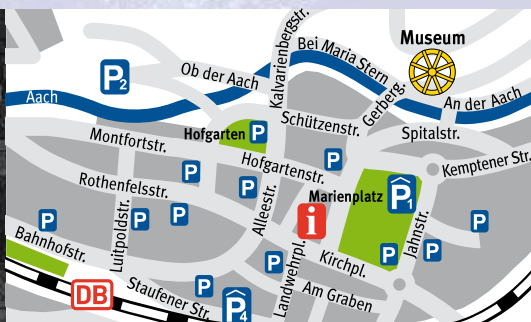 Museum
Kalvarienbergstr.
Bei Maria Stern
P2
Ob der Aach
Gerberg.
Aach
An der Aach
Schützenstr.
Spitalstr.
Hofgarten P
Montfortstr.
Hofgartenstr.
P
Kemptener Str.
P
Rothenfelsstr.
P
Marienplatz
P1
Alleestr.
P
P
P
i
Jahnstr.
P
Luitpoldstr.
Bahnhofstr.
P
P
Kirchpl.
P
Landwehrpl.
DB
Staufener Str.
P
P4
Am Graben